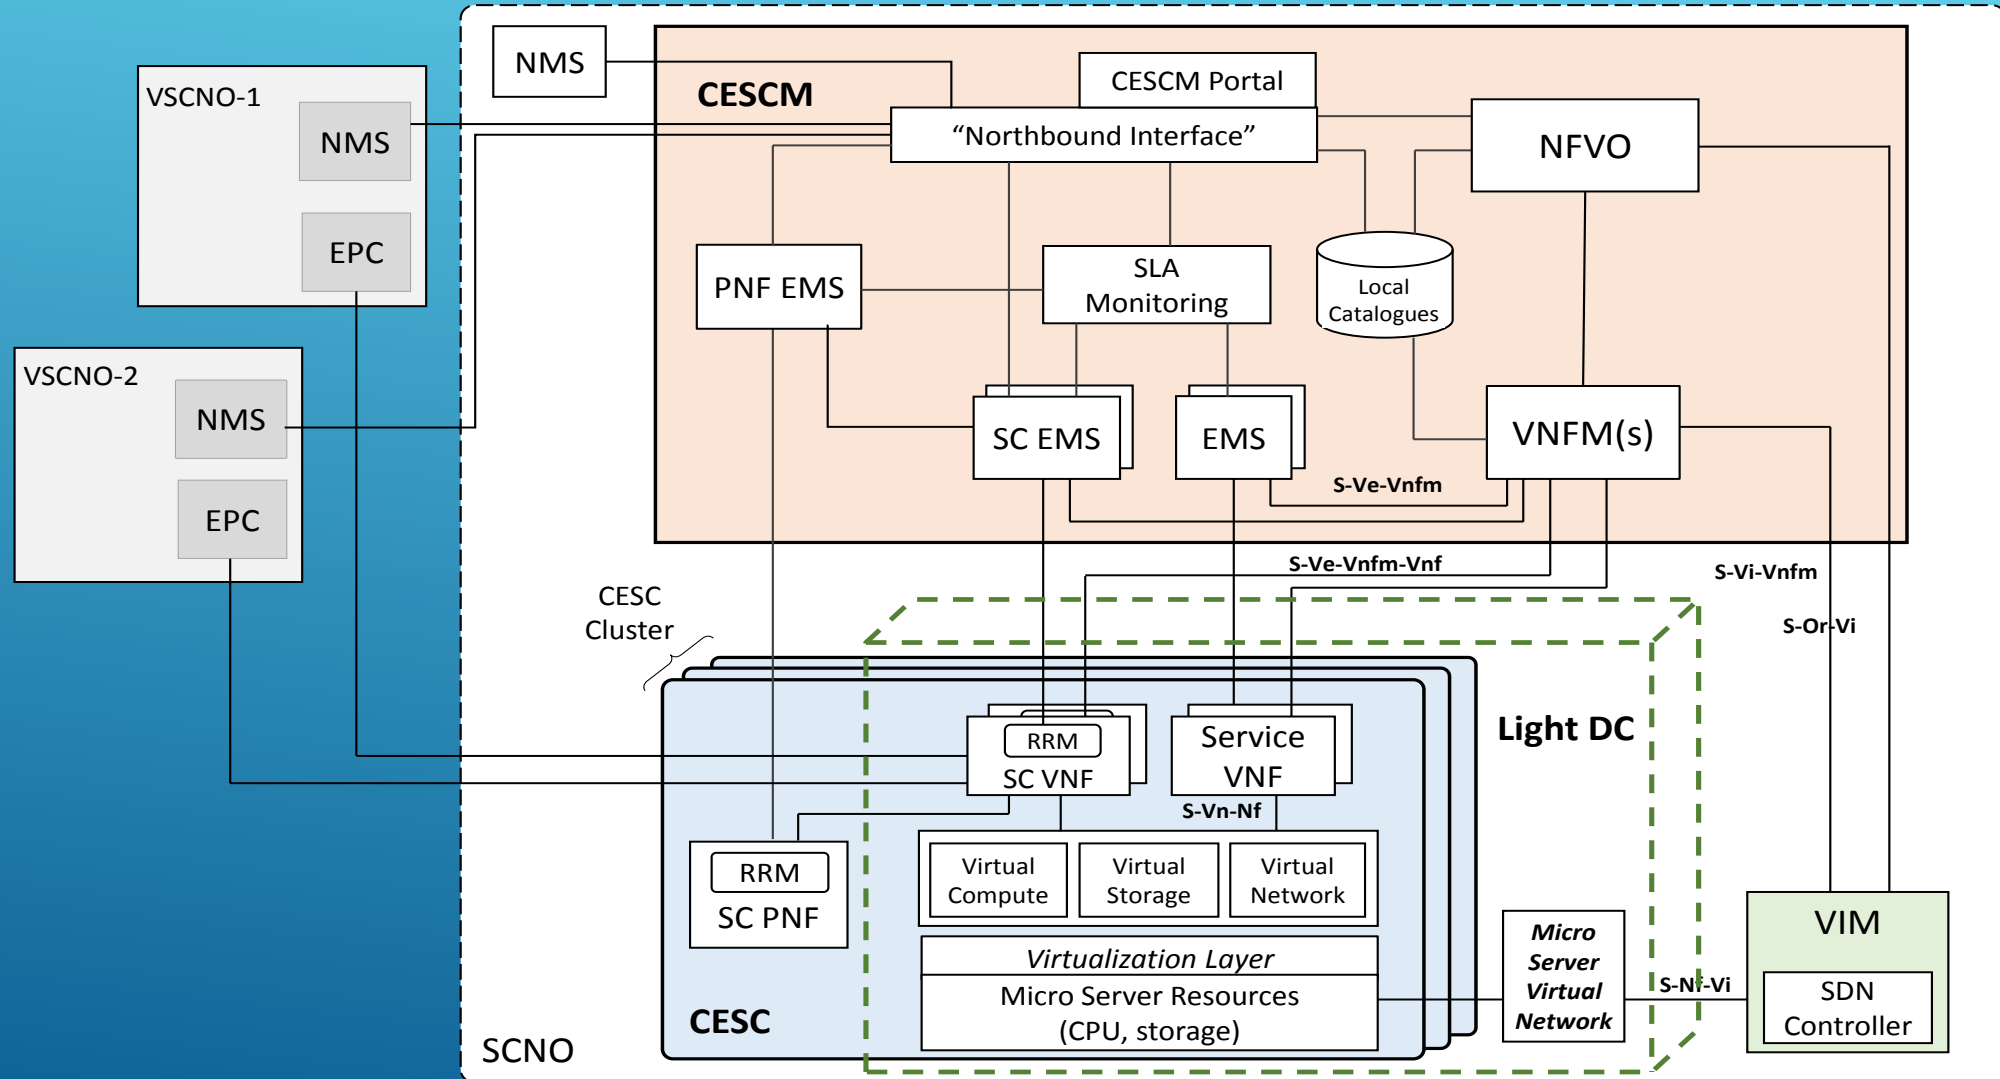 NMS
CESCM
CESCM Portal
“Northbound Interface”
NFVO
VSCNO-1
NMS
EPC
PNF EMS
SLA
Monitoring
Local
Catalogues
VSCNO-2
NMS
EPC
SC EMS
EMS
VNFM(s)
S-Ve-Vnfm
S-Ve-Vnfm-Vnf
S-Vi-Vnfm
S-Or-Vi
CESC
Cluster
Light DC
RRM
SC VNF
Service
VNF
S-Vn-Nf
RRM
SC PNF
Virtual
Compute
Virtual
Storage
Virtual
Network
Virtualization Layer
Micro Server Resources
(CPU, storage)
Micro
Server
Virtual
Network
S-Nf-Vi
VIM
SDN
Controller
CESC
SCNO